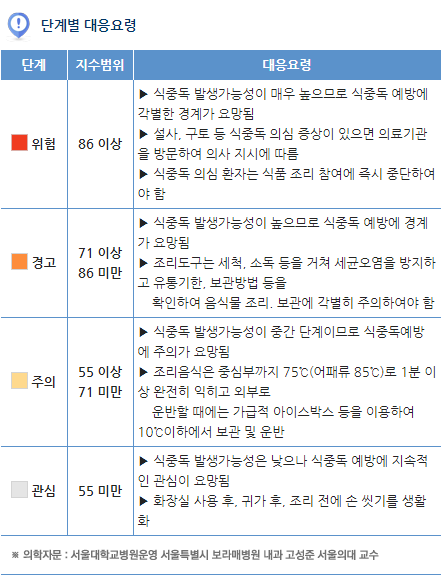 단계별 대응요령
단계 지수범위 대응요령
▶ 식중독 발생가능성이 매우 높으므로 식중독 예방에
각별한 경계가 요망됨
위험 86 이상
▶ 설사, 구토 등 식중독 의심 증상이 있으면 의료기관
을 방문하여 의사 지시에 따름
▶ 식중독 의심 환자는 식품 조리 참여에 즉시 중단하여
야 함
▶ 식중독 발생가능성이 높으므로 식중독 예방에 경계
가 요망됨
경고 71 이상
86 미만
▶ 조리도구는 세척, 소독 등을 거쳐 세균오염을 방지하
고 유통기한, 보관방법 등을
확인하여 음식물 조리. 보관에 각별히 주의하여야 함
▶ 식중독 발생가능성이 중간 단계이므로 식중독예방
에 주의가 요망됨
주의 55 이상
71 미만
▶ 조리음식은 중심부까지 75℃(어패류 85℃)로 1분 이
상 완전히 익히고 외부로
운반할 때에는 가급적 아이스박스 등을 이용하여
10℃이하에서 보관 및 운반
▶ 식중독 발생가능성은 낮으나 식중독 예방에 지속적
인 관심이 요망됨
관심 55 미만
▶ 화장실 사용 후, 귀가 후, 조리 전에 손 씻기를 생활
화
※ 의학자문 : 서울대학교병원운영 서울특별시 보라매병원 내과 고성준 서울의대 교수